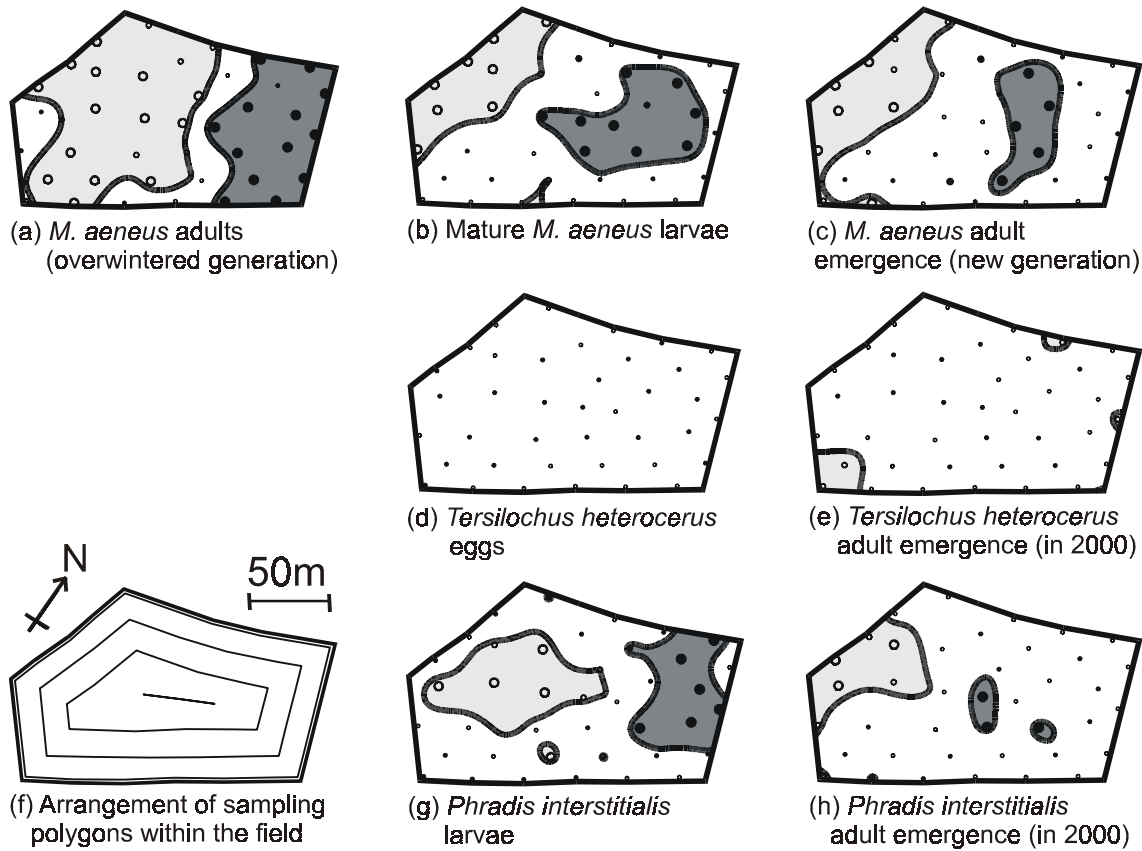 (a) M. aeneus adults
(overwintered generation)
(b) Mature M. aeneus larvae
(c) M. aeneus adult
emergence (new generation)
(d) Tersilochus heterocerus
eggs
(e) Tersilochus heterocerus
adult emergence (in 2000)
N
50m
(f) Arrangement of sampling
polygons within the field
(g) Phradis interstitialis
larvae
(h) Phradis interstitialis
adult emergence (in 2000)